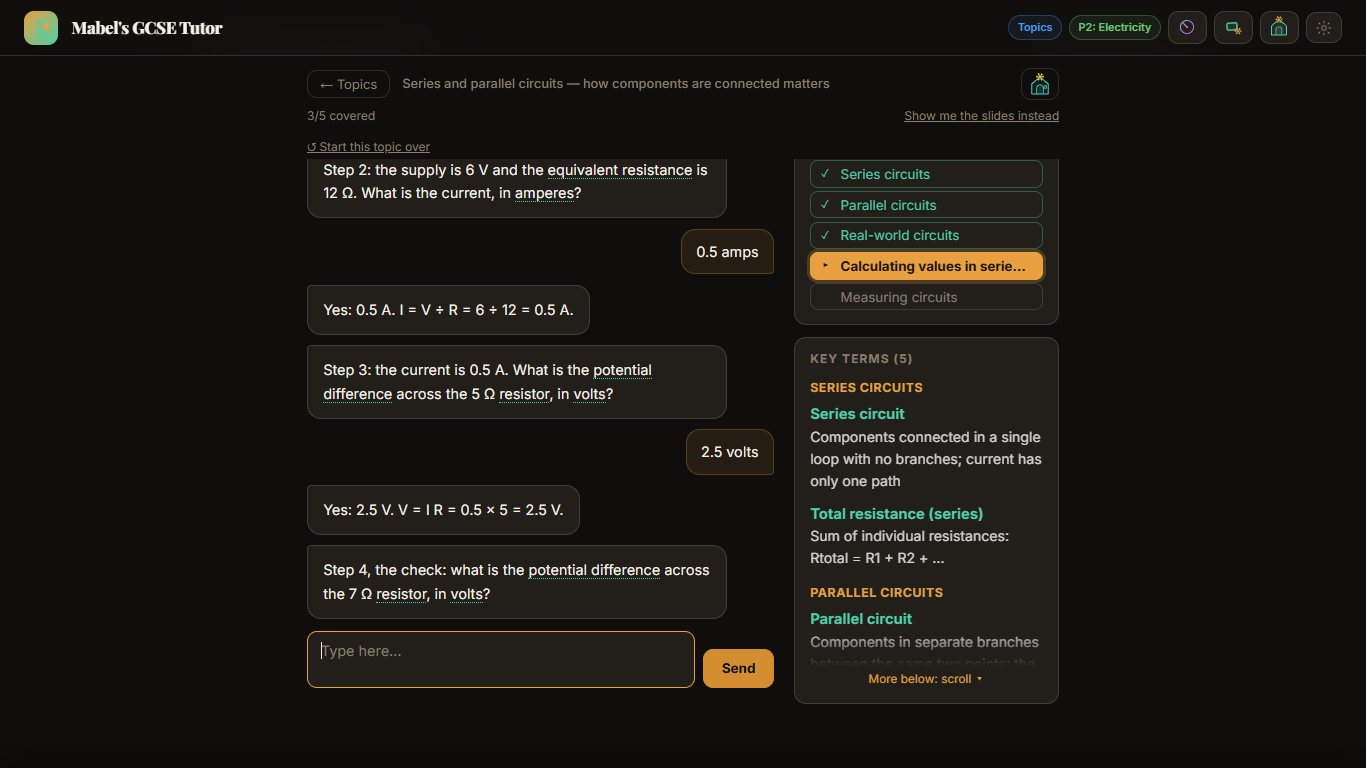 Mabel's GCSE Tutor
Topics
P2: Electricity
← Topics
Series and parallel circuits — how components are connected matters
3/5 covered
Show me the slides instead
↺ Start this topic over
Step 2: the supply is 6 V and the equivalent resistance is
12 Ω. What is the current, in amperes?
0.5 amps
Yes: 0.5 A. I = V ÷ R = 6 ÷ 12 = 0.5 A.
Step 3: the current is 0.5 A. What is the potential
difference across the 5 Ω resistor, in volts?
2.5 volts
Yes: 2.5 V. V = I R = 0.5 × 5 = 2.5 V.
Step 4, the check: what is the potential difference across
the 7 Ω resistor, in volts?
Type here...
Send
✓ Series circuits
✓ Parallel circuits
✓ Real-world circuits
▸ Calculating values in serie...
Measuring circuits
KEY TERMS (5)
SERIES CIRCUITS
Series circuit
Components connected in a single
loop with no branches; current has
only one path
Total resistance (series)
Sum of individual resistances:
Rtotal = R1 + R2 + ...
PARALLEL CIRCUITS
Parallel circuit
Components in separate branches
between the same two points; the
More below: scroll ▾